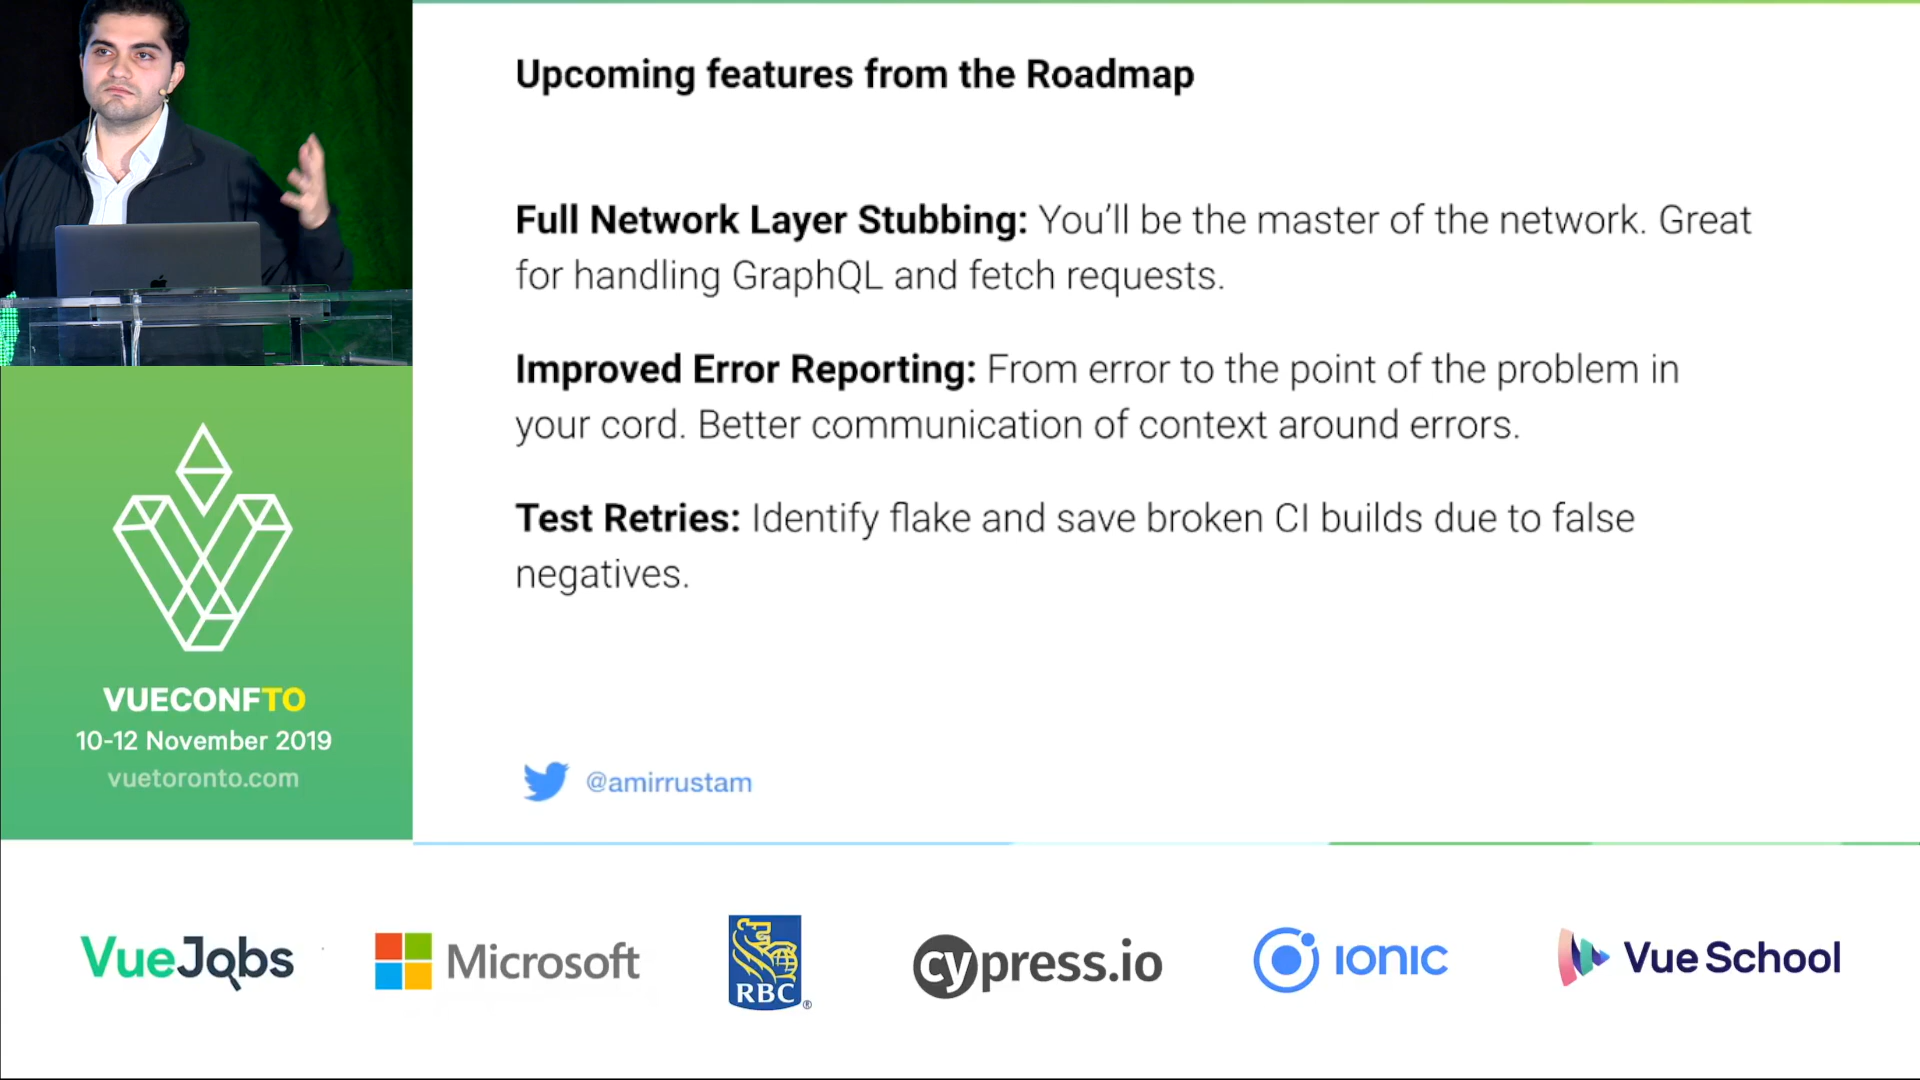 Upcoming features from the Roadmap
Full Network Layer Stubbing: You'll be the master of the network. Great
for handling GraphQL and fetch requests.
Improved Error Reporting: From error to the point of the problem in
your cord. Better communication of context around errors.
Test Retries: Identify flake and save broken CI builds due to false
negatives.
@amirrustam
VUECONFTO
10-12 November 2019
vuetoronto.com
VueJobs
Microsoft
RBC®
cypress.io
IONIC
Vue School